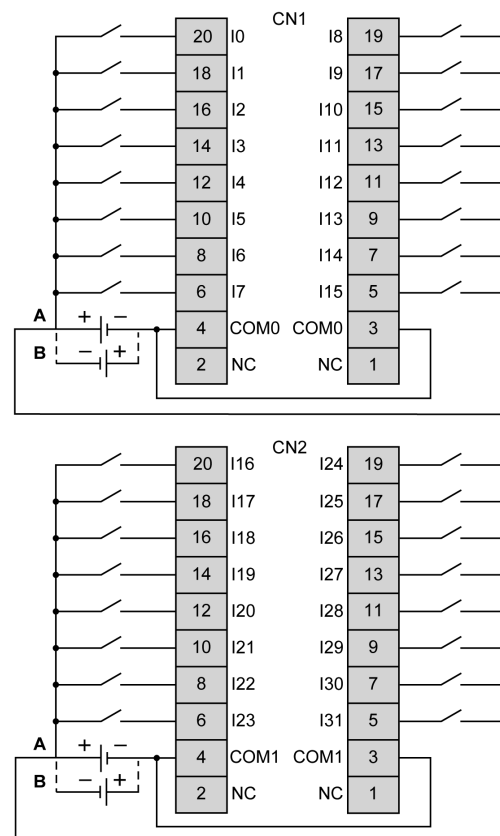 CN1
20 I0 I8 19
18 I1 I9 17
16 I2 I10 15
14 I3 I11 13
12 I4 I12 11
10 I5 I13 9
8 I6 I14 7
6 I7 I15 5
A + − 4 COM0 COM0 3
B − + 2 NC NC 1
CN2
20 I16 I24 19
18 I17 I25 17
16 I18 I26 15
14 I19 I27 13
12 I20 I28 11
10 I21 I29 9
8 I22 I30 7
6 I23 I31 5
A + − 4 COM1 COM1 3
B − + 2 NC NC 1